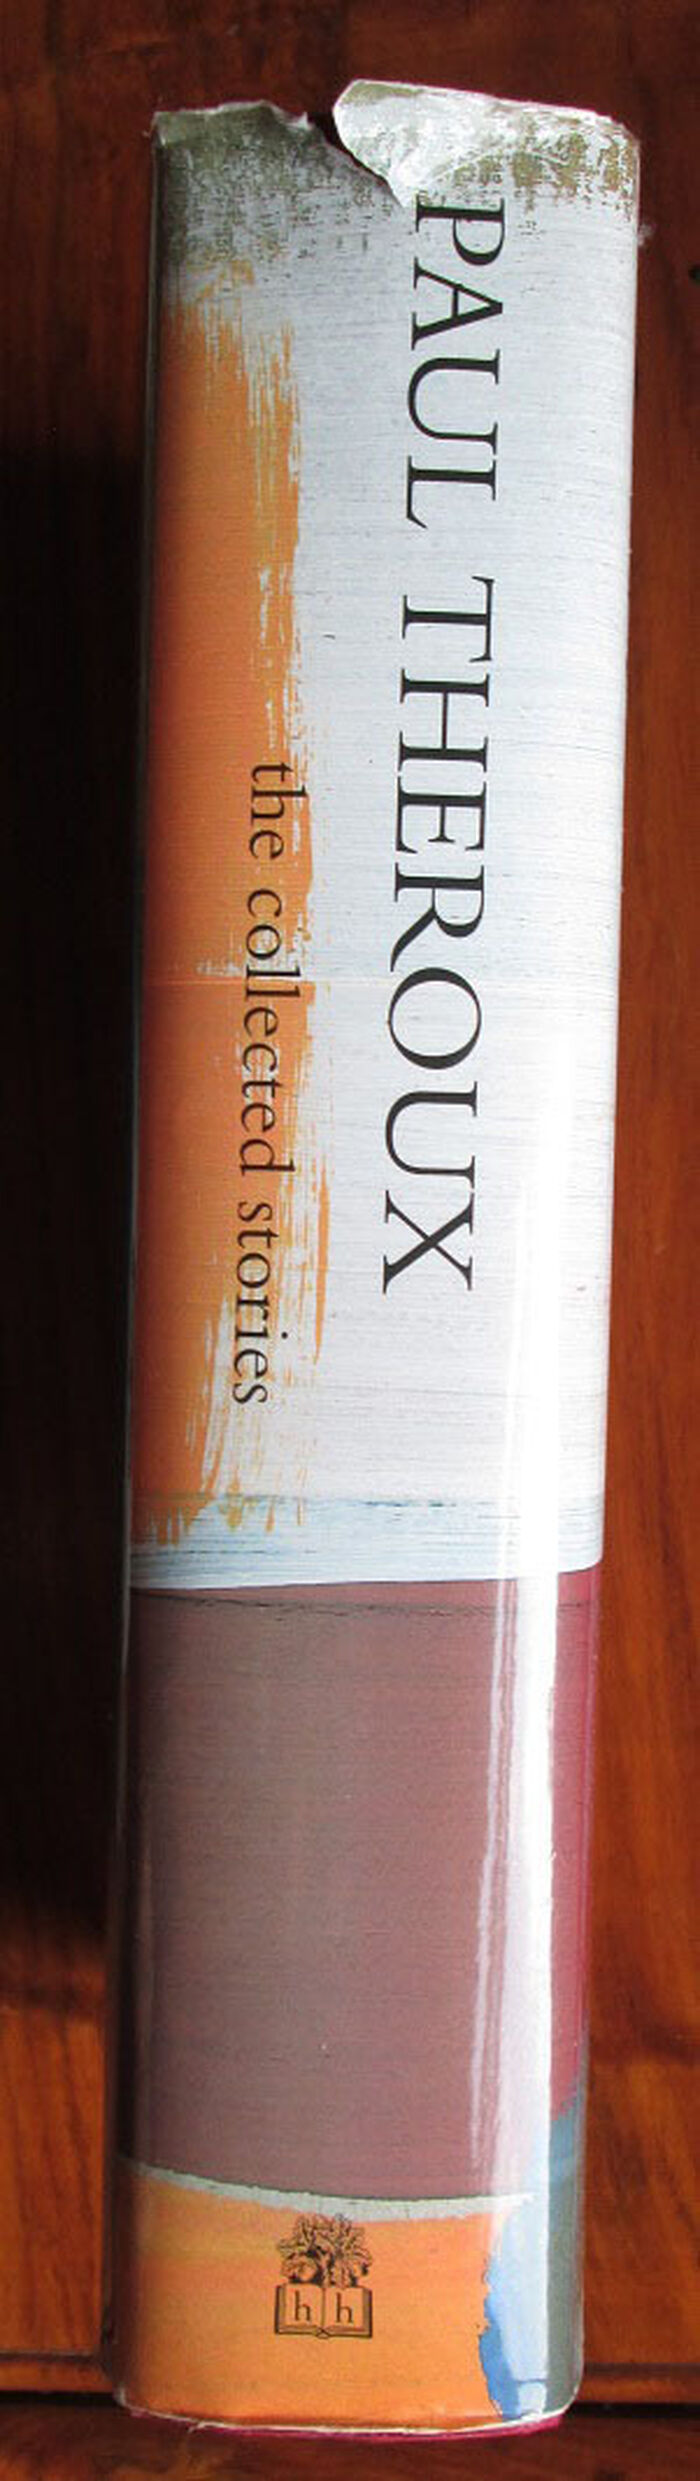 PAUL THEROUX
the collected stories
h h